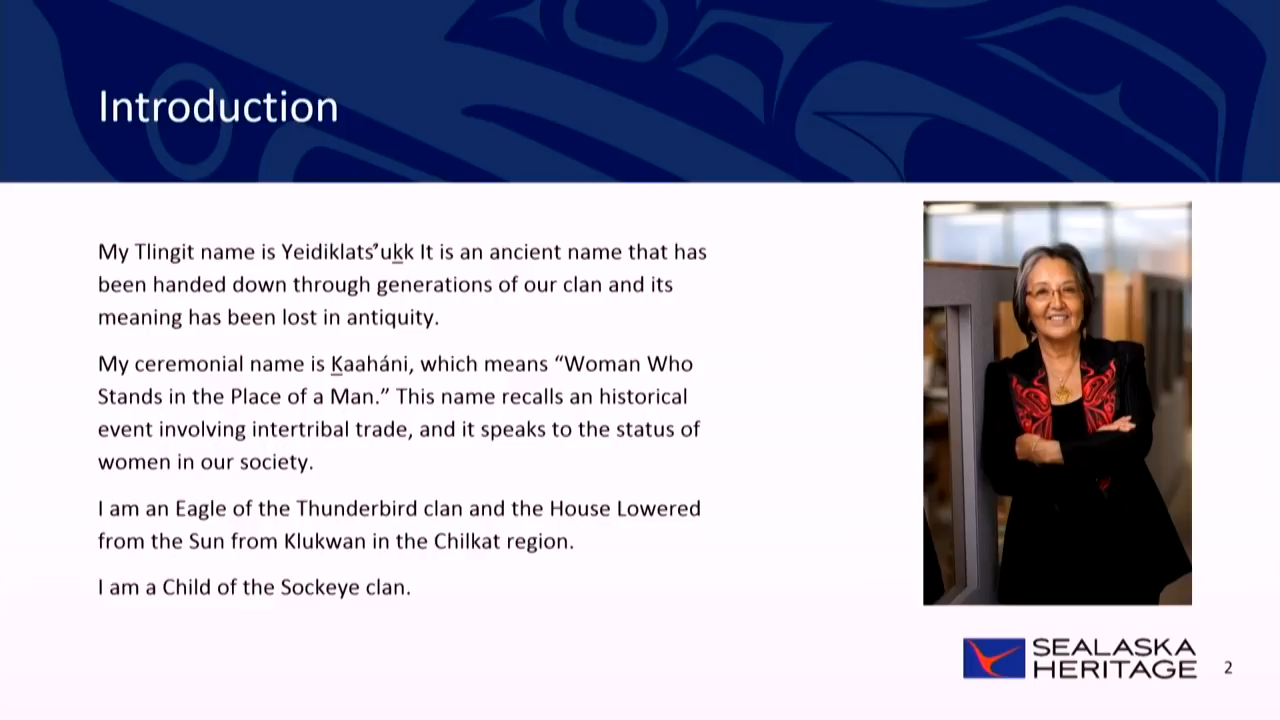 Introduction
My Tlingit name is Yeidiklats’uḵk It is an ancient name that has
been handed down through generations of our clan and its
meaning has been lost in antiquity.
My ceremonial name is Ḵaaháni, which means “Woman Who
Stands in the Place of a Man.” This name recalls an historical
event involving intertribal trade, and it speaks to the status of
women in our society.
I am an Eagle of the Thunderbird clan and the House Lowered
from the Sun from Klukwan in the Chilkat region.
I am a Child of the Sockeye clan.
SEALASKA
HERITAGE
2